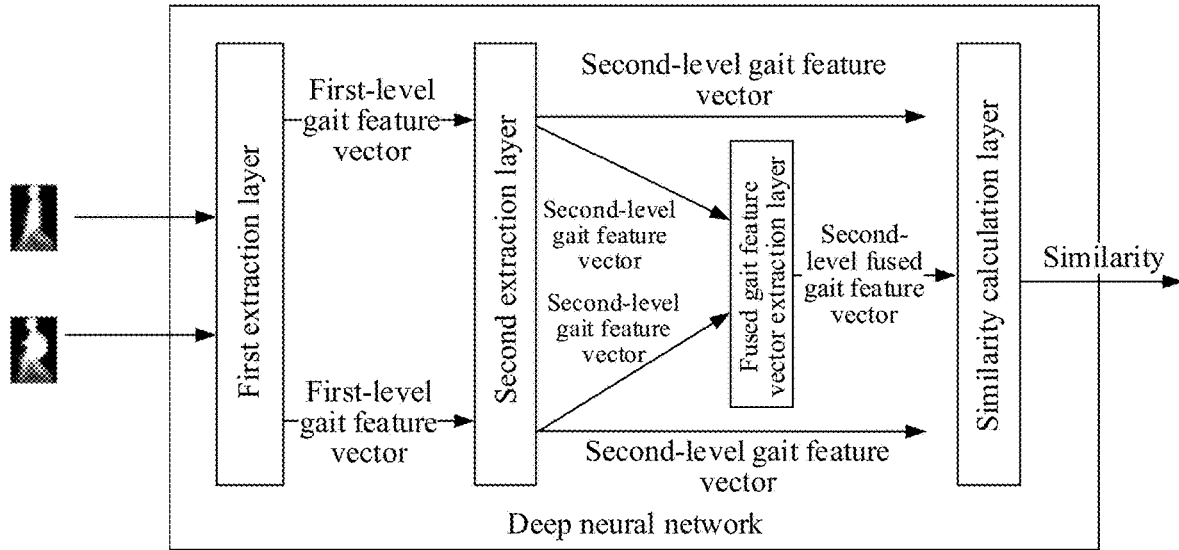 First extraction layer
First-level
gait feature
vector
First-level
gait feature
vector
Second extraction layer
Second-level gait feature
vector
Second-level
gait feature
vector
Second-level
gait feature
vector
Second-level gait feature
vector
Fused gait feature
vector extraction layer
Second-
level fused
gait feature
vector
Similarity calculation layer
Similarity
Deep neural network